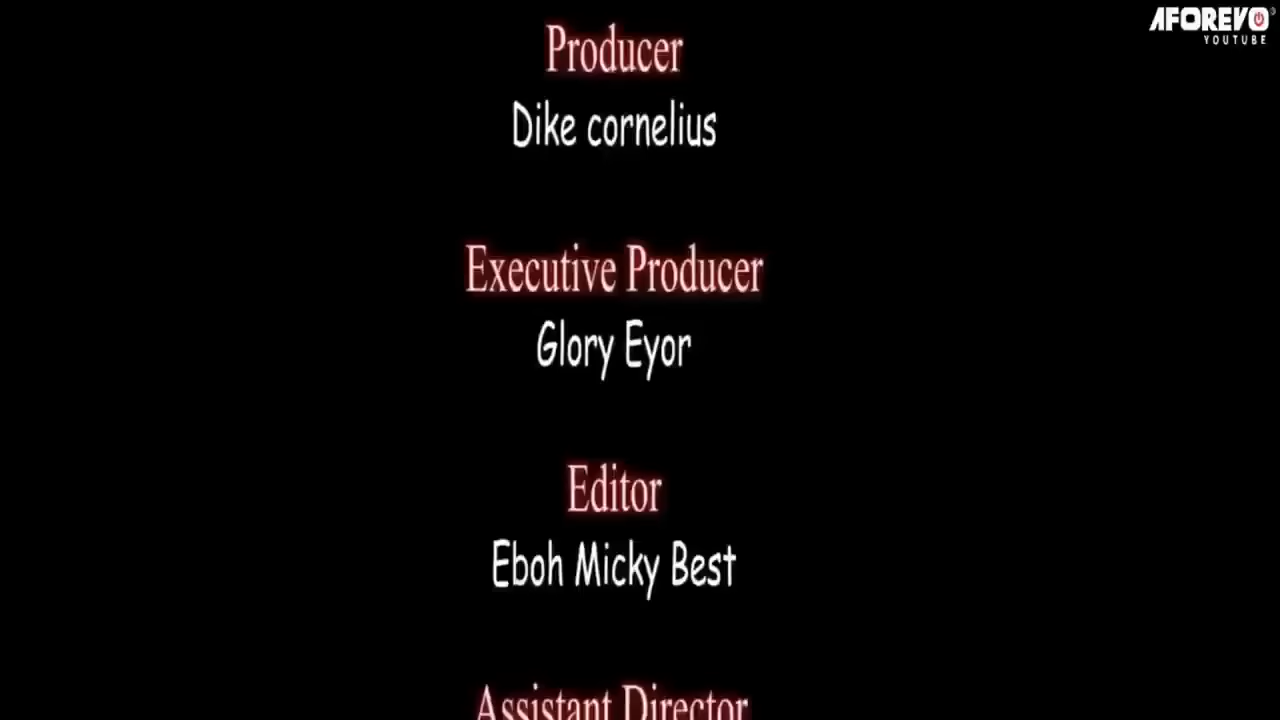 AFOREVO
YOUTUBE
Producer
Dike cornelius
Executive Producer
Glory Eyor
Editor
Eboh Micky Best
Assistant Director